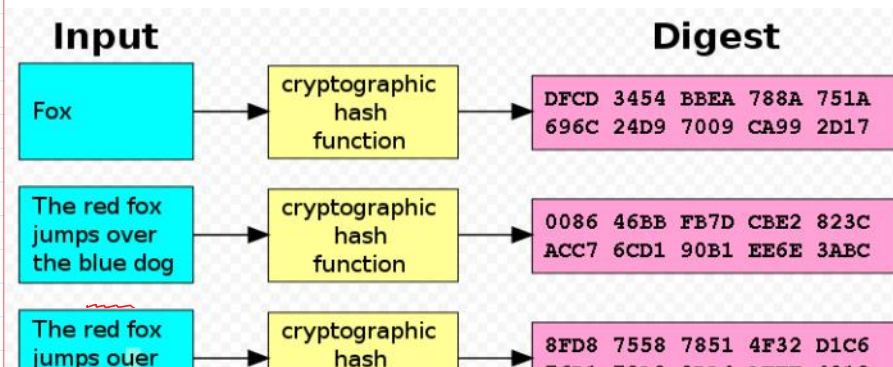 Input Digest
Fox
cryptographic
hash
function
DFCD 3454 BBEA 788A 751A
696C 24D9 7009 CA99 2D17
The red fox
jumps over
the blue dog
cryptographic
hash
function
0086 46BB FB7D CBE2 823C
ACC7 6CD1 90B1 EE6E 3ABC
The red fox
jumps ouer
cryptographic
hash
8FD8 7558 7851 4F32 D1C6